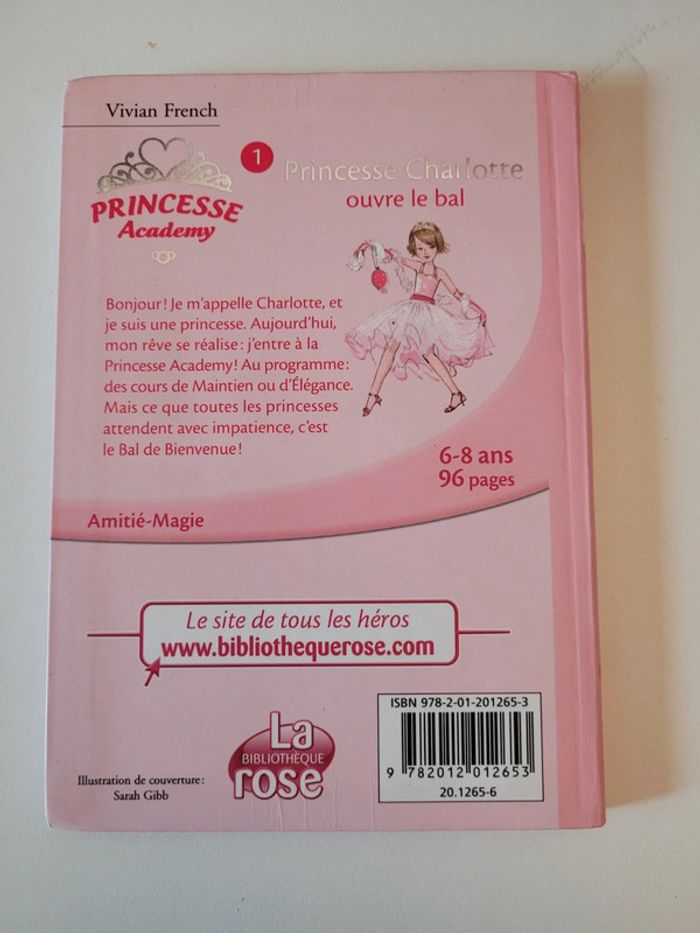 Vivian French
PRINCESSE
Academy
1
Princesse Charlotte
ouvre le bal
Bonjour! Je m'appelle Charlotte, et
je suis une princesse. Aujourd'hui,
mon rêve se réalise: j'entre à la
Princesse Academy! Au programme:
des cours de Maintien ou d'Élégance.
Mais ce que toutes les princesses
attendent avec impatience, c'est
le Bal de Bienvenue!
6-8 ans
96 pages
Amitié-Magie
Le site de tous les héros
www.bibliothequerose.com
Illustration de couverture:
Sarah Gibb
La
BIBLIOTHÈQUE
rose
ISBN 978-2-01-201265-3
9 782012 012653
20.1265-6